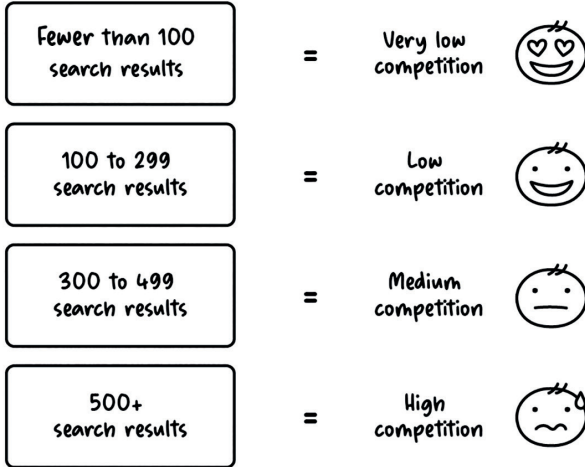 Fewer than 100
search results
=
Very low
competition
100 to 299
search results
=
Low
competition
300 to 499
search results
=
Medium
competition
500+
search results
=
High
competition